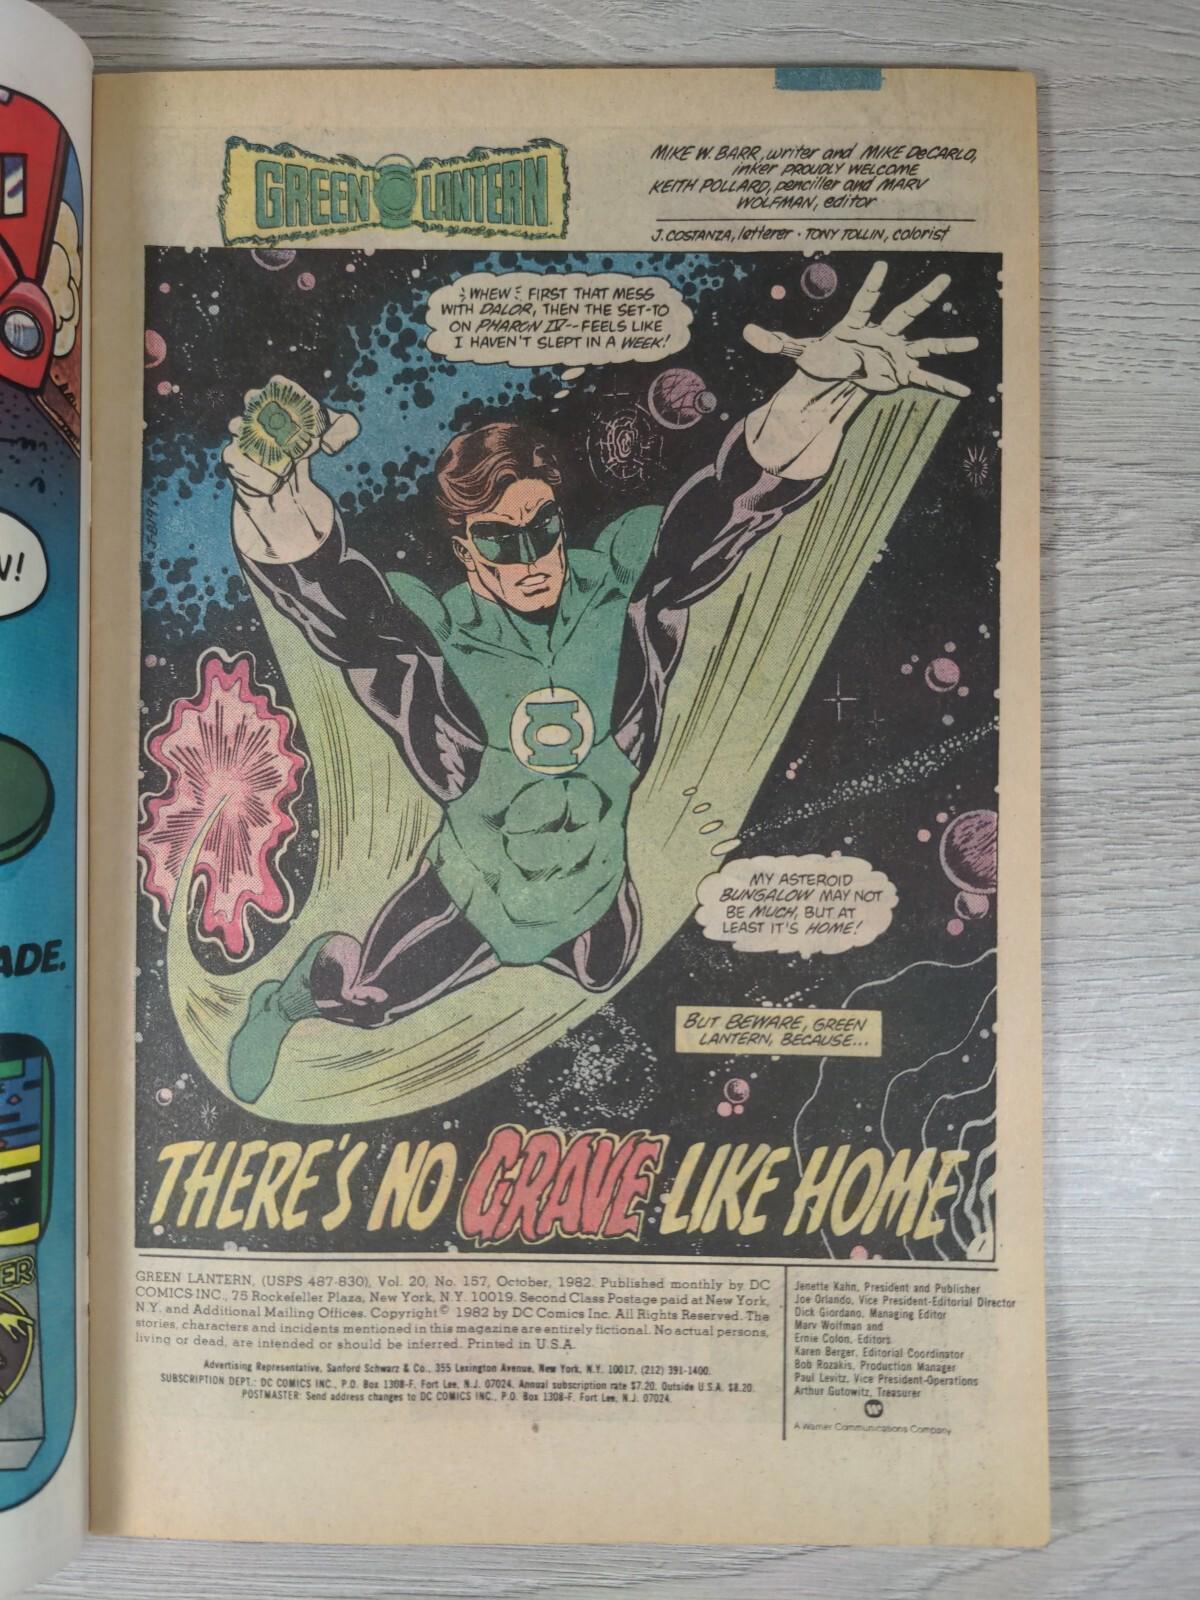 GREEN LANTERN
MIKE W. BARR, writer and MIKE DeCARLO,
inker PROUDLY WELCOME
KEITH POLLARD, penciller and MARV
WOLFMAN, editor
J. COSTANZA, letterer · TONY TOLLIN, colorist
WHEW! FIRST THAT MESS
WITH DALOR, THEN THE SET-TO
ON PHARON IV--FEELS LIKE
I HAVEN'T SLEPT IN A WEEK!
MY ASTEROID
BUNGALOW MAY NOT
BE MUCH, BUT AT
LEAST IT'S HOME!
BUT BEWARE, GREEN
LANTERN, BECAUSE...
THERE'S NO GRAVE LIKE HOME
GREEN LANTERN, (USPS 487-830), Vol. 20, No. 157, October, 1982. Published monthly by DC
COMICS INC., 75 Rockefeller Plaza, New York, N.Y. 10019. Second Class Postage paid at New York,
N.Y. and Additional Mailing Offices. Copyright © 1982 by DC Comics Inc. All Rights Reserved. The
stories, characters and incidents mentioned in this magazine are entirely fictional. No actual persons,
living or dead, are intended or should be inferred. Printed in U.S.A.
Advertising Representative, Sanford Schwarz & Co., 355 Lexington Avenue, New York, N.Y. 10017, (212) 391-1400.
SUBSCRIPTION DEPT.: DC COMICS INC., P.O. Box 1308-F, Fort Lee, N.J. 07024. Annual subscription rate $7.20. Outside U.S.A. $8.20.
POSTMASTER: Send address changes to DC COMICS INC., P.O. Box 1308-F, Fort Lee, N.J. 07024.
Jenette Kahn, President and Publisher
Joe Orlando, Vice President-Editorial Director
Dick Giordano, Managing Editor
Marv Wolfman and
Ernie Colon, Editors
Karen Berger, Editorial Coordinator
Bob Rozakis, Production Manager
Paul Levitz, Vice President-Operations
Arthur Gutowitz, Treasurer
A Warner Communications Company
N!
ADE.
ER